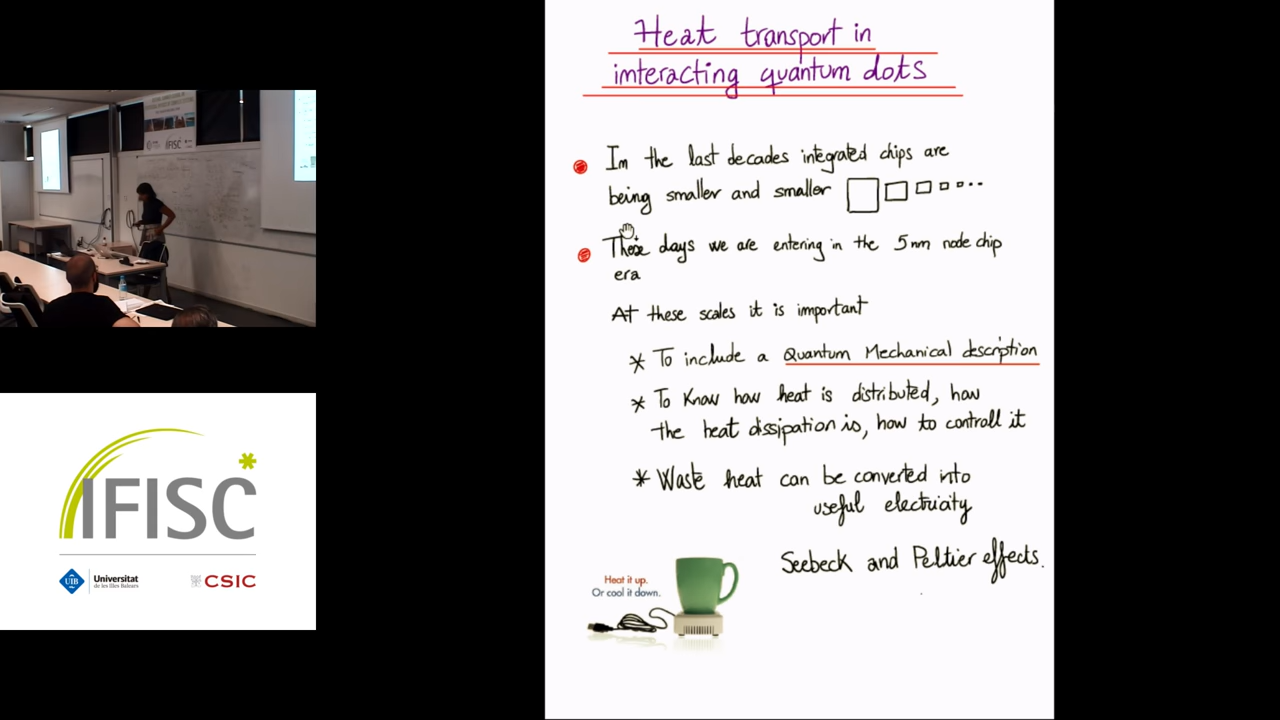 Heat transport in
interacting quantum dots
In the last decades integrated chips are
being smaller and smaller
These days we are entering in the 5nm node chip
era
At these scales it is important
* To include a Quantum Mechanical description
* To Know how heat is distributed, how
the heat dissipation is, how to controll it
* Waste heat can be converted into
useful electricity
Seebeck and Peltier effects.
Heat it up.
Or cool it down.
IFISC
IFISC*
UIB
Universitat
de les Illes Balears
CSIC